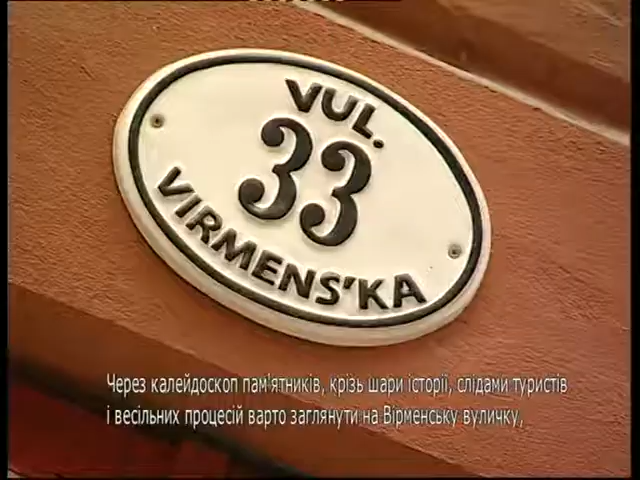 VUL.
33
VIRMENS'KA
Через калейдоскоп пам'ятників, крізь шари історії, слідами туристів
і весільних процесій варто заглянути на Вірменську вуличку,